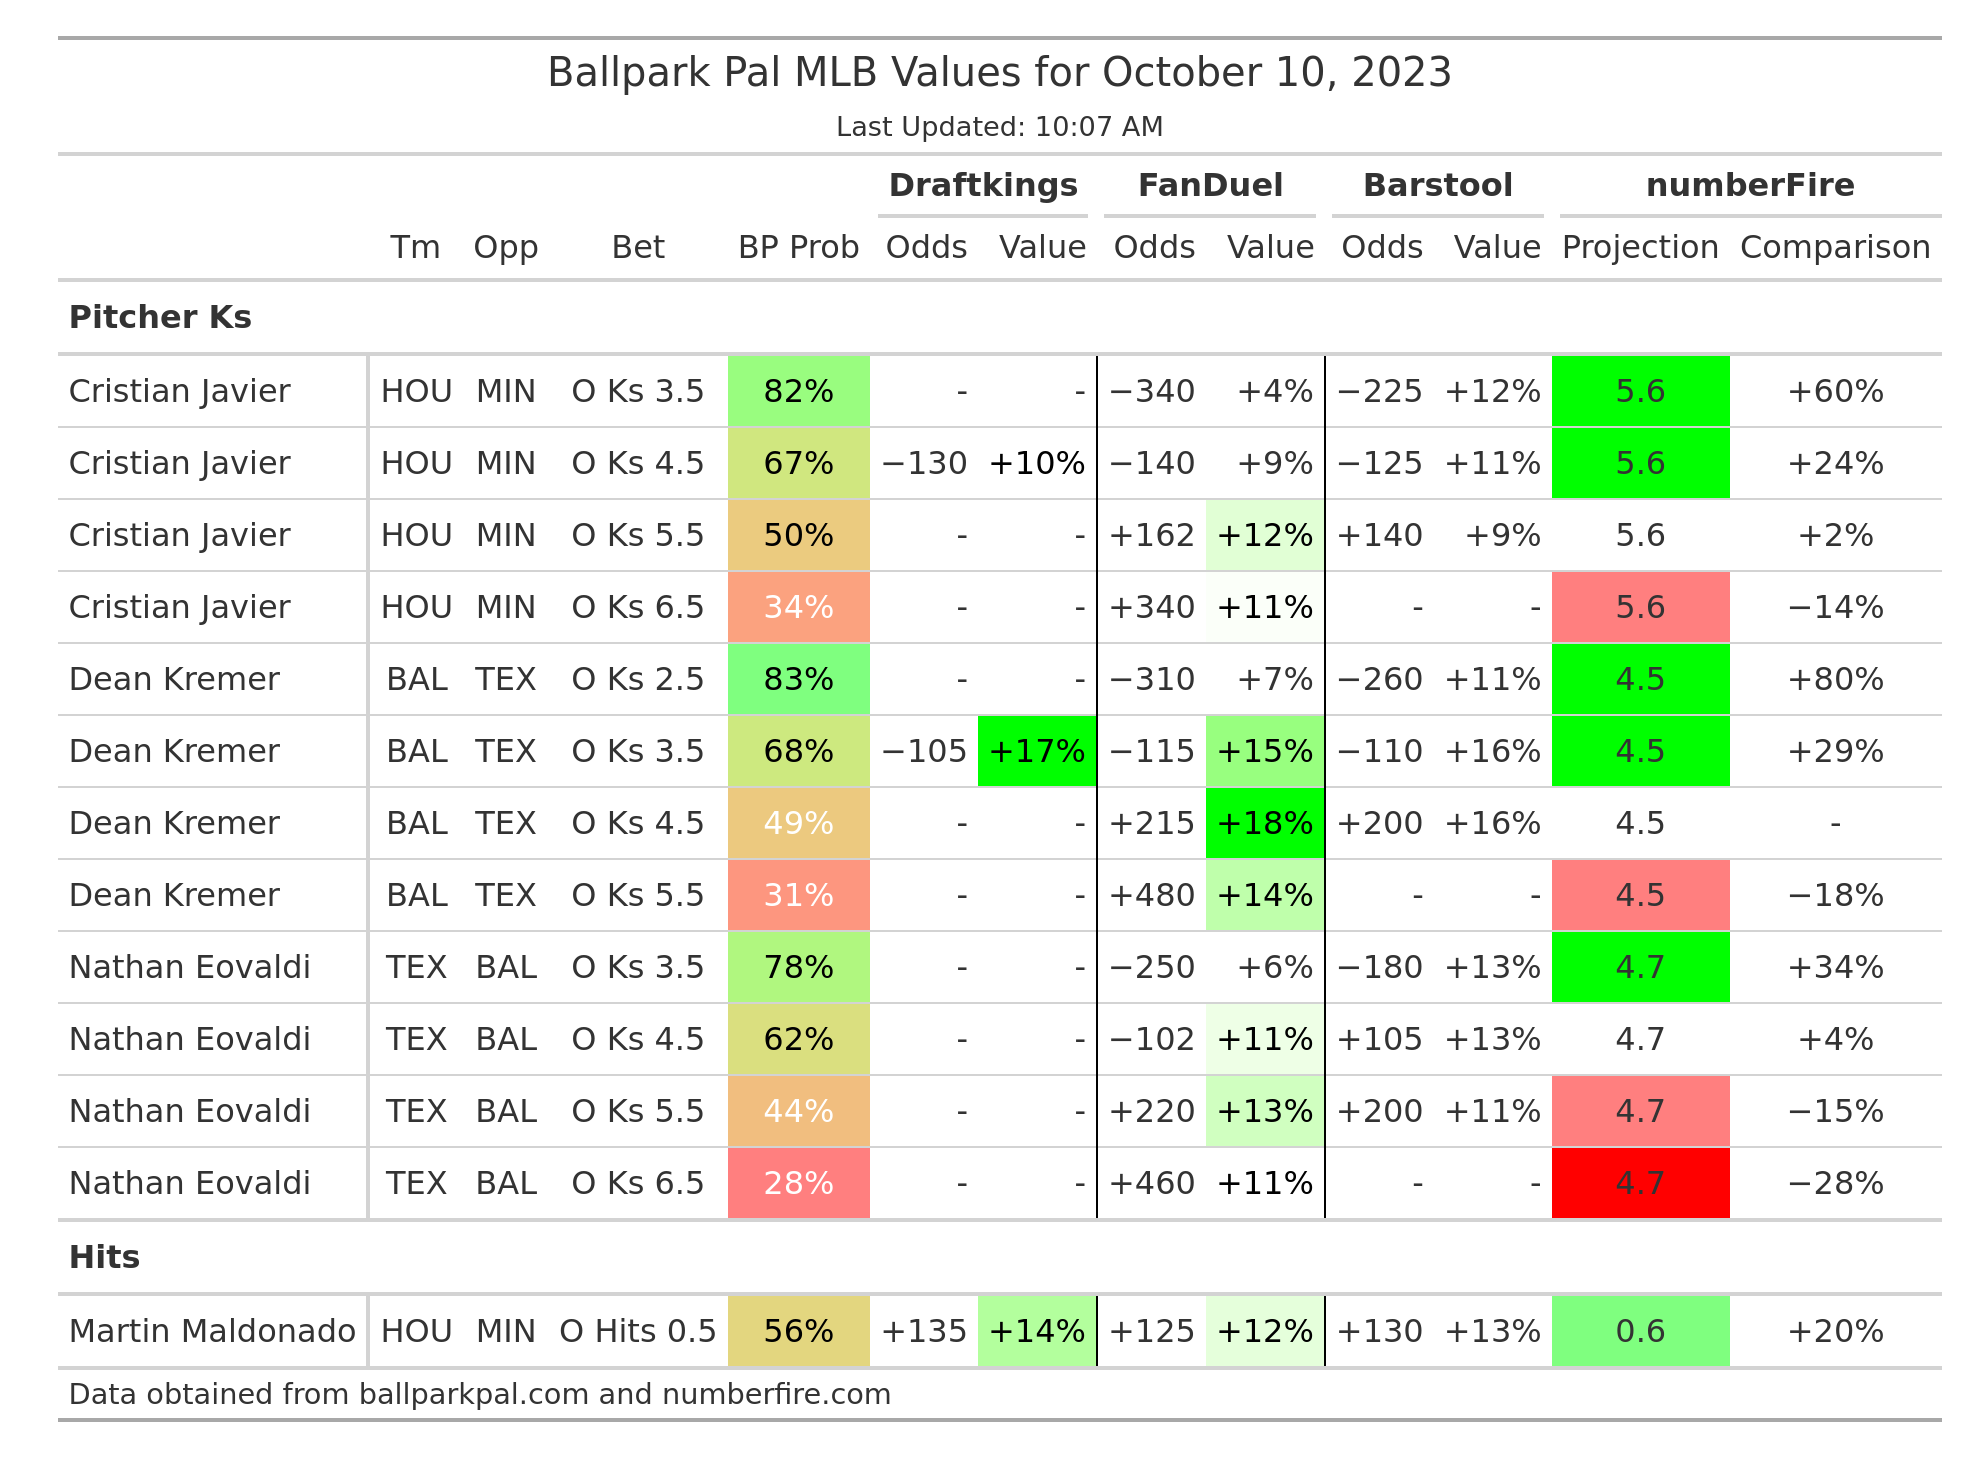 Ballpark Pal MLB Values for October 10, 2023
Last Updated: 10:07 AM
Draftkings FanDuel Barstool numberFire
Tm Opp Bet BP Prob Odds Value Odds Value Odds Value Projection Comparison
Pitcher Ks
Cristian Javier HOU MIN O Ks 3.5 82% - - −340 +4% −225 +12% 5.6 +60%
Cristian Javier HOU MIN O Ks 4.5 67% −130 +10% −140 +9% −125 +11% 5.6 +24%
Cristian Javier HOU MIN O Ks 5.5 50% - - +162 +12% +140 +9% 5.6 +2%
Cristian Javier HOU MIN O Ks 6.5 34% - - +340 +11% - - 5.6 −14%
Dean Kremer BAL TEX O Ks 2.5 83% - - −310 +7% −260 +11% 4.5 +80%
Dean Kremer BAL TEX O Ks 3.5 68% −105 +17% −115 +15% −110 +16% 4.5 +29%
Dean Kremer BAL TEX O Ks 4.5 49% - - +215 +18% +200 +16% 4.5 -
Dean Kremer BAL TEX O Ks 5.5 31% - - +480 +14% - - 4.5 −18%
Nathan Eovaldi TEX BAL O Ks 3.5 78% - - −250 +6% −180 +13% 4.7 +34%
Nathan Eovaldi TEX BAL O Ks 4.5 62% - - −102 +11% +105 +13% 4.7 +4%
Nathan Eovaldi TEX BAL O Ks 5.5 44% - - +220 +13% +200 +11% 4.7 −15%
Nathan Eovaldi TEX BAL O Ks 6.5 28% - - +460 +11% - - 4.7 −28%
Hits
Martin Maldonado HOU MIN O Hits 0.5 56% +135 +14% +125 +12% +130 +13% 0.6 +20%
Data obtained from ballparkpal.com and numberfire.com